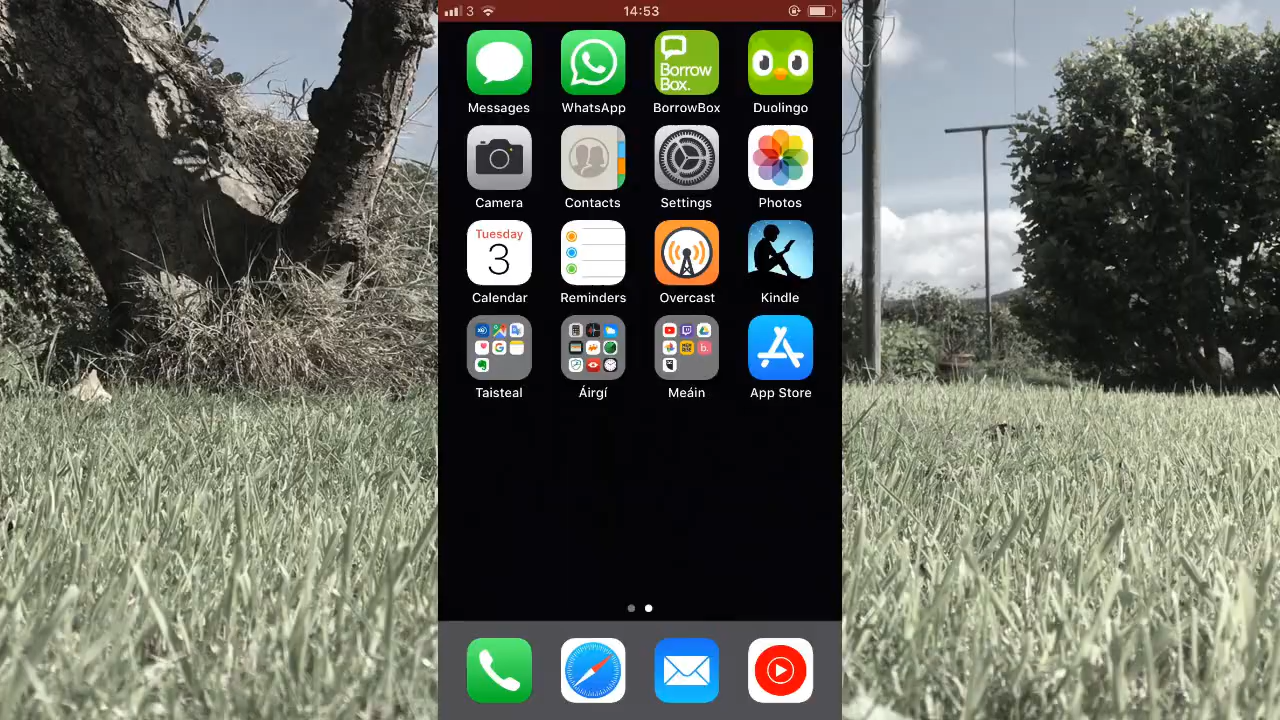 3 14:53
Borrow
Box.
Messages WhatsApp BorrowBox Duolingo
Camera Contacts Settings Photos
Tuesday
3
Calendar Reminders Overcast Kindle
Taisteal Áirgí Meáin App Store